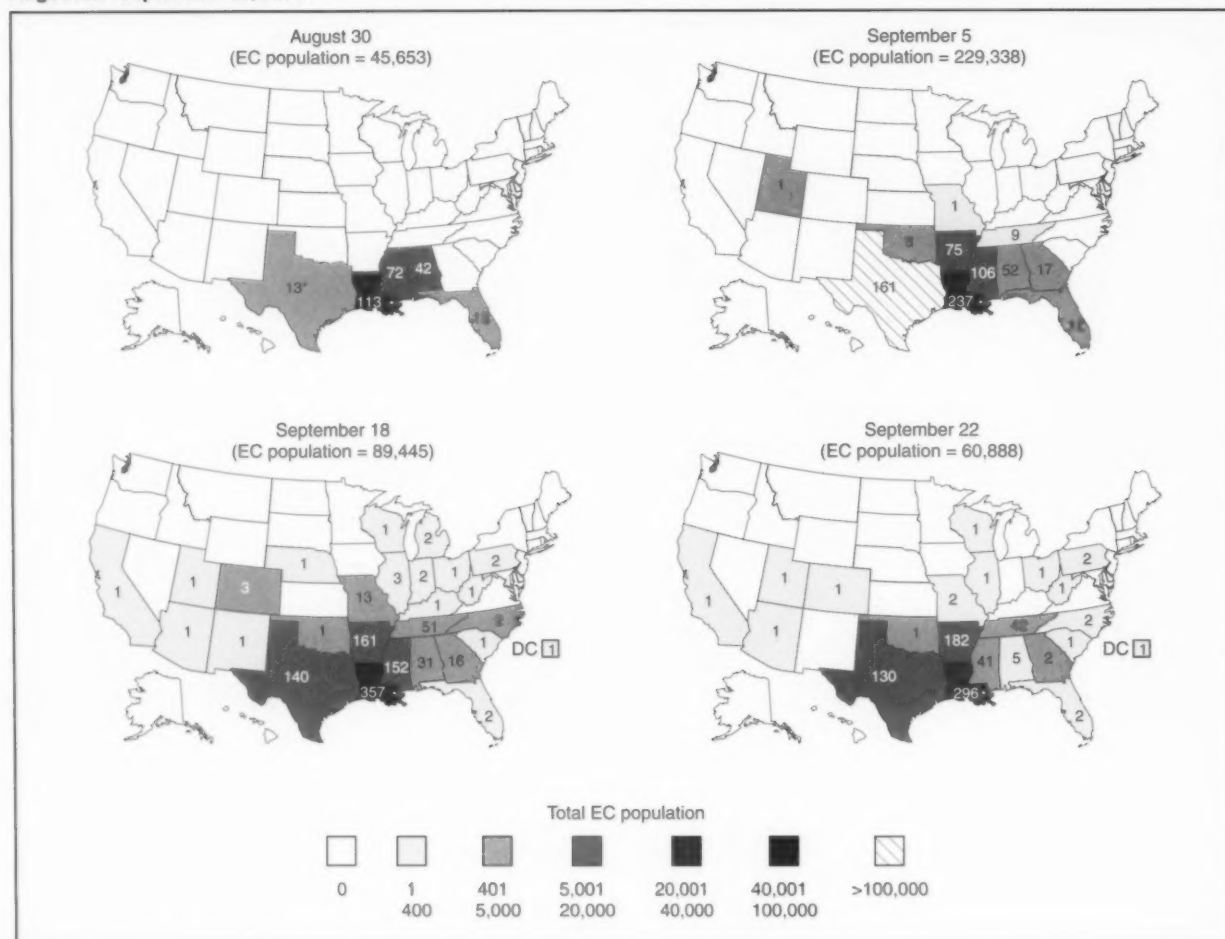 August 30
(EC population = 45,653)
72 42
13*
113
September 5
(EC population = 229,338)
1
1
9
75
106 52 17
161
237
September 18
(EC population = 89,445)
1 2
1
3 2 1 2
1 1 3
13 1 1
51 2
1 1 1 161
1
DC 1
140 152 31 16
357
2
September 22
(EC population = 60,888)
1
1 1 2
1 1 1
2 1
42 2
1 1 182
1
DC 1
130 41 5 2
296
2
Total EC population
0 1 401 5,001 20,001 40,001 >100,000
400 5,000 20,000 40,000 100,000